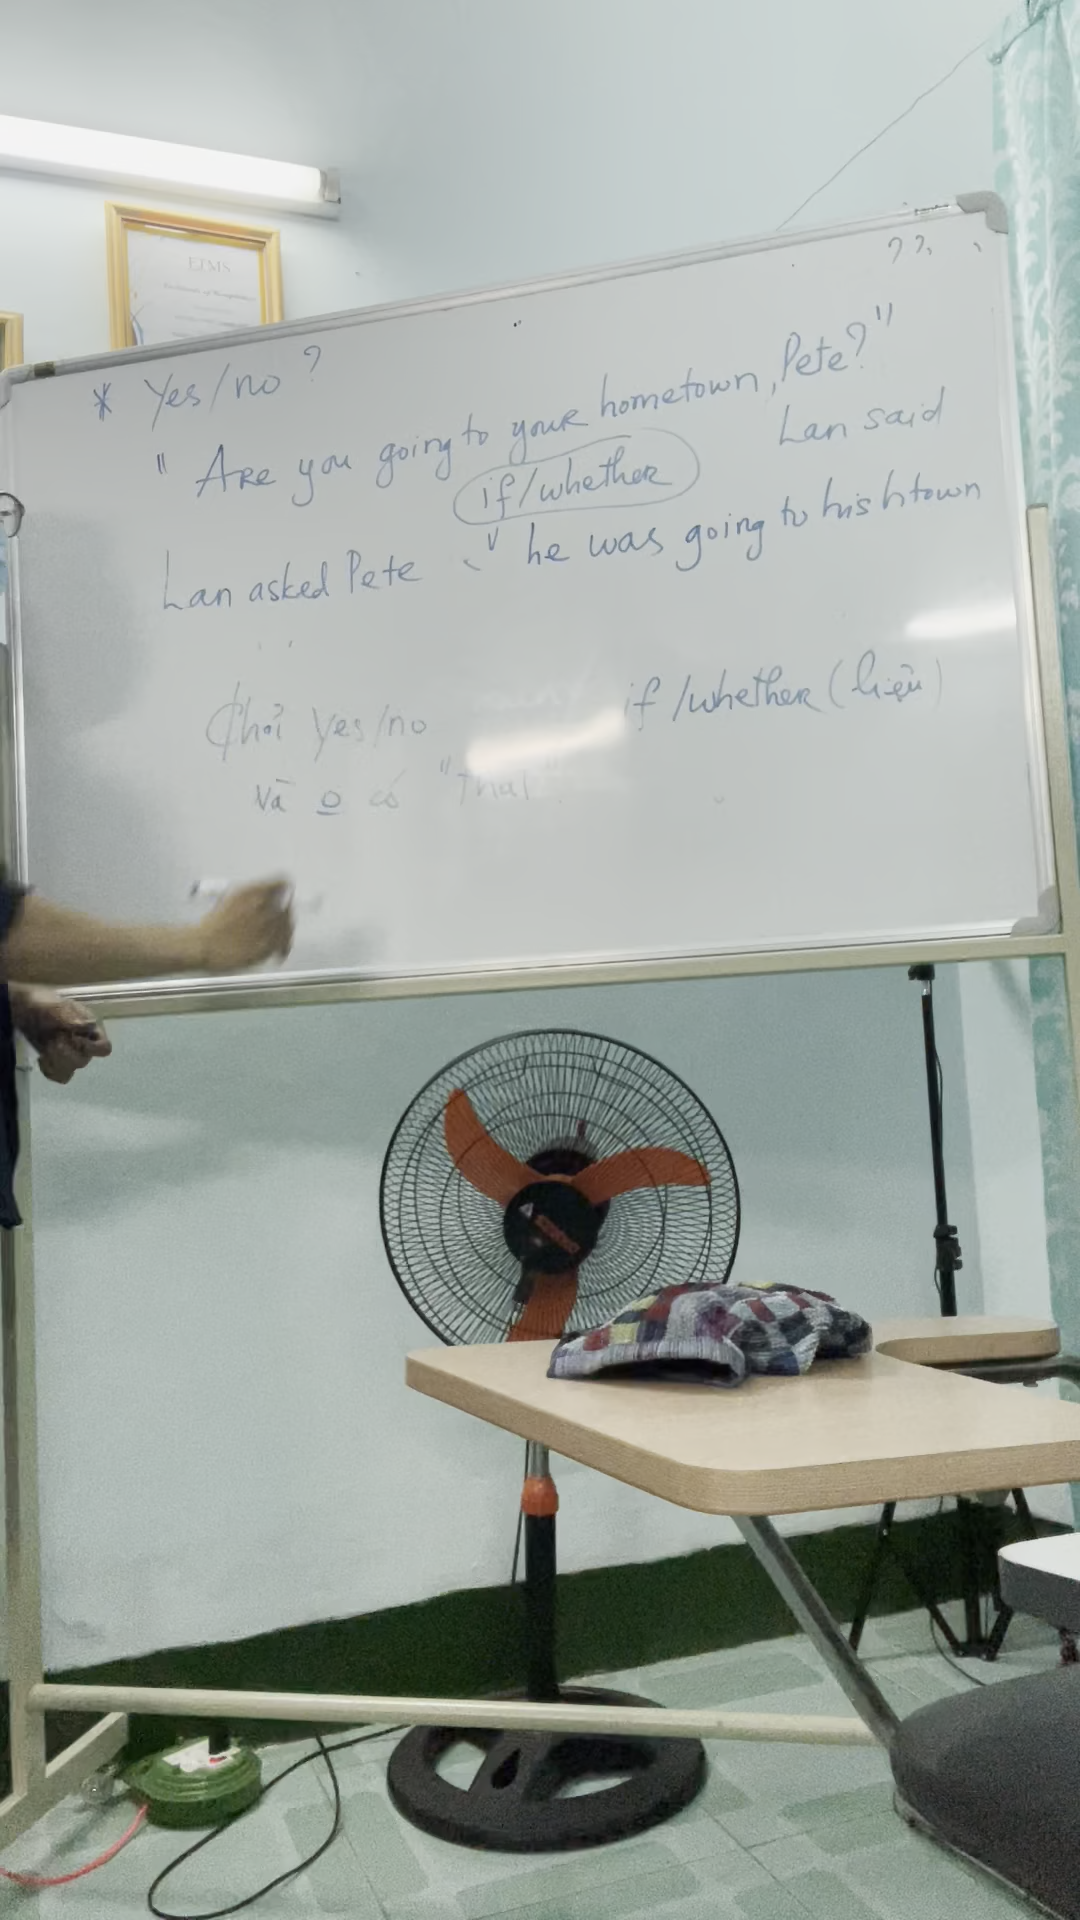 ETMS
??
* Yes/no ?
" Are you going to your hometown, Pete?"
Lan said
if/whether
Lan asked Pete he was going to his htown
Yes/no if/whether (liệu)
và o có "that"